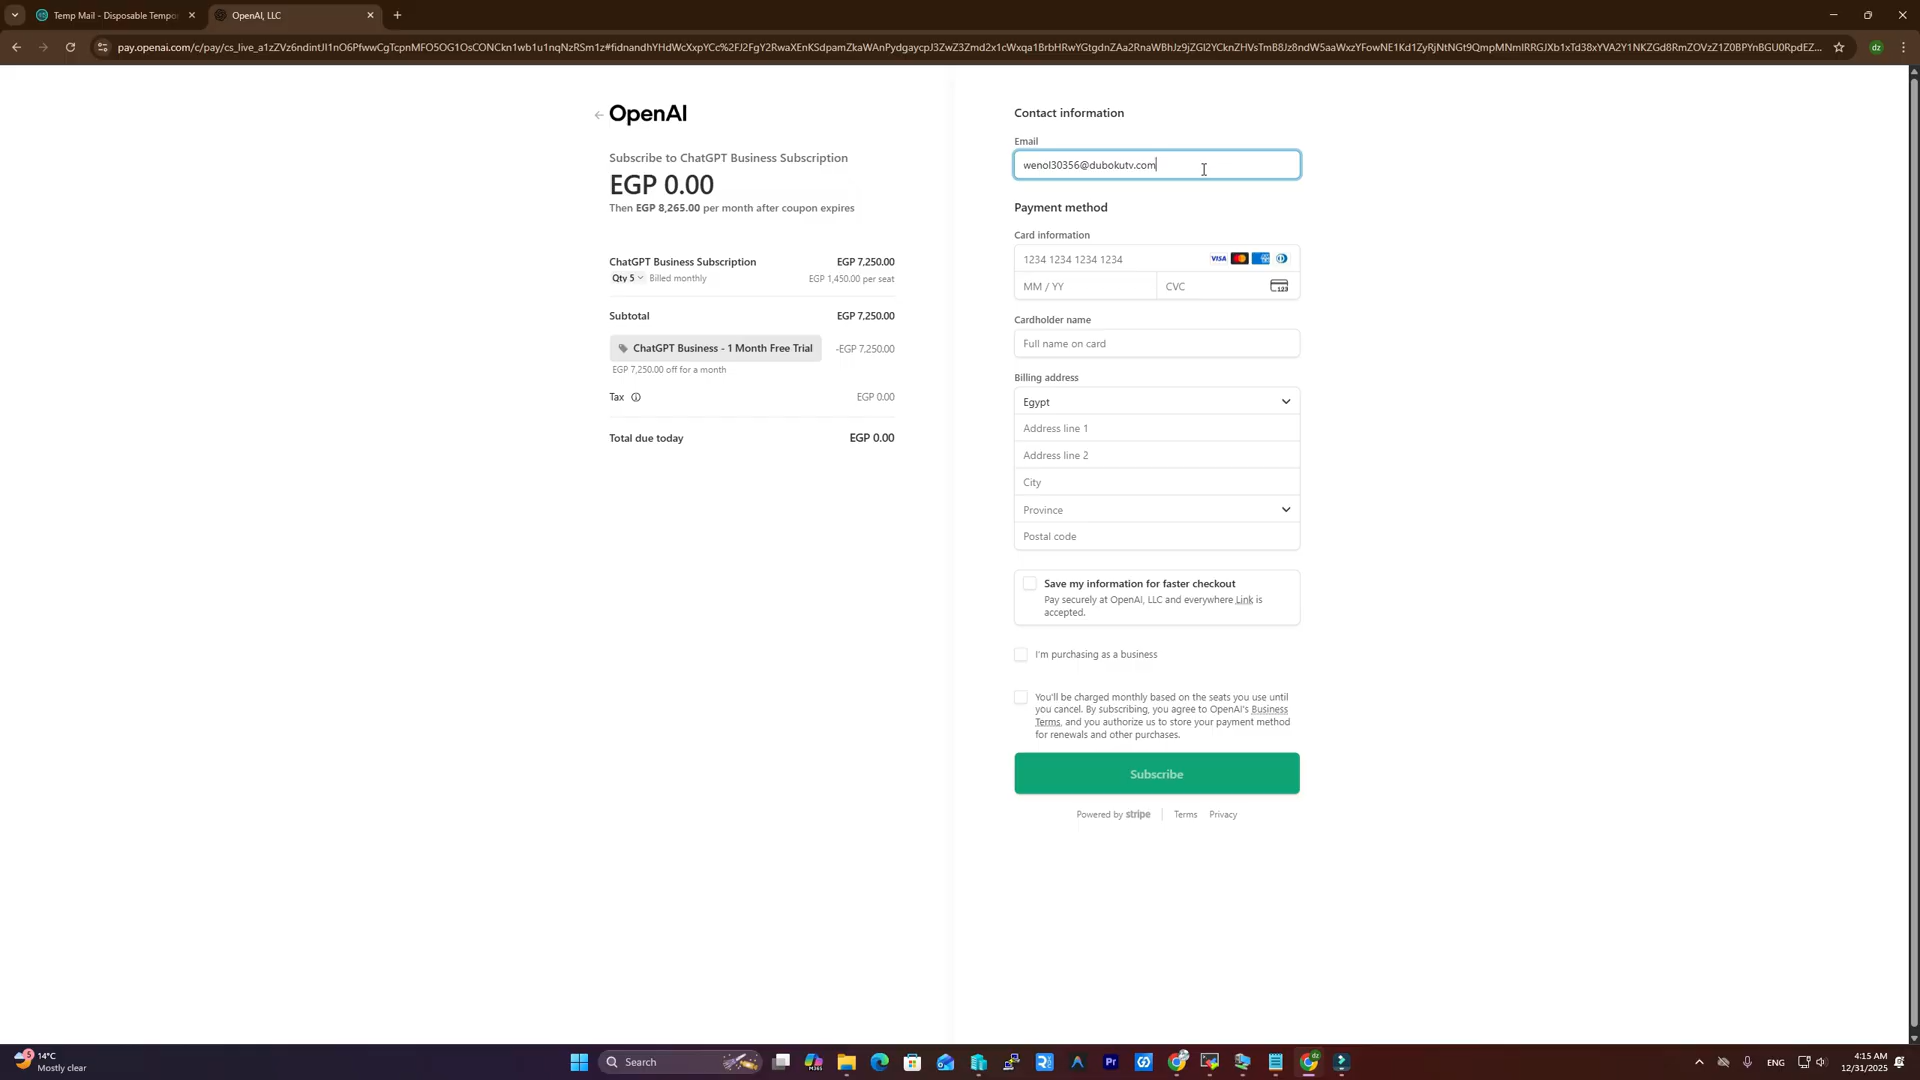 Temp Mail - Disposable Tempor
OpenAI, LLC
OpenAI
Subscribe to ChatGPT Business Subscription
EGP 0.00
Then EGP 8,265.00 per month after coupon expires
ChatGPT Business Subscription EGP 7,250.00
Qty 5 Billed monthly EGP 1,450.00 per seat
Subtotal EGP 7,250.00
ChatGPT Business - 1 Month Free Trial -EGP 7,250.00
EGP 7,250.00 off for a month
Tax EGP 0.00
Total due today EGP 0.00
Contact information
Email
wenol30356@dubokutv.com
Payment method
Card information
1234 1234 1234 1234 VISA
MM / YY CVC
Cardholder name
Full name on card
Billing address
Egypt
Address line 1
Address line 2
City
Province
Postal code
Save my information for faster checkout
Pay securely at OpenAI, LLC and everywhere Link is
accepted.
I'm purchasing as a business
You'll be charged monthly based on the seats you use until
you cancel. By subscribing, you agree to OpenAI's Business
Terms, and you authorize us to store your payment method
for renewals and other purchases.
Subscribe
Powered by stripe Terms Privacy
14°C
Mostly clear
Search
ENG
4:15 AM
12/31/2025